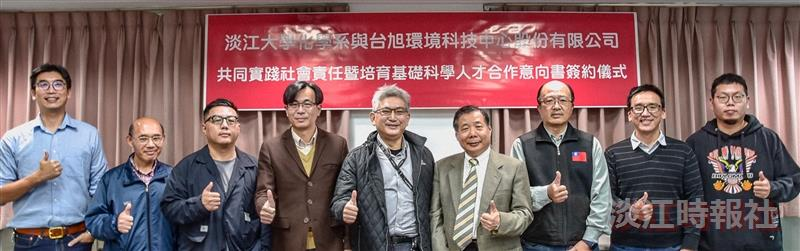 淡江大學化學系與台旭環境科技中心股份有限公司
共同實踐社會責任暨培育基礎科學人才合作意向書簽約儀式
淡江時報社